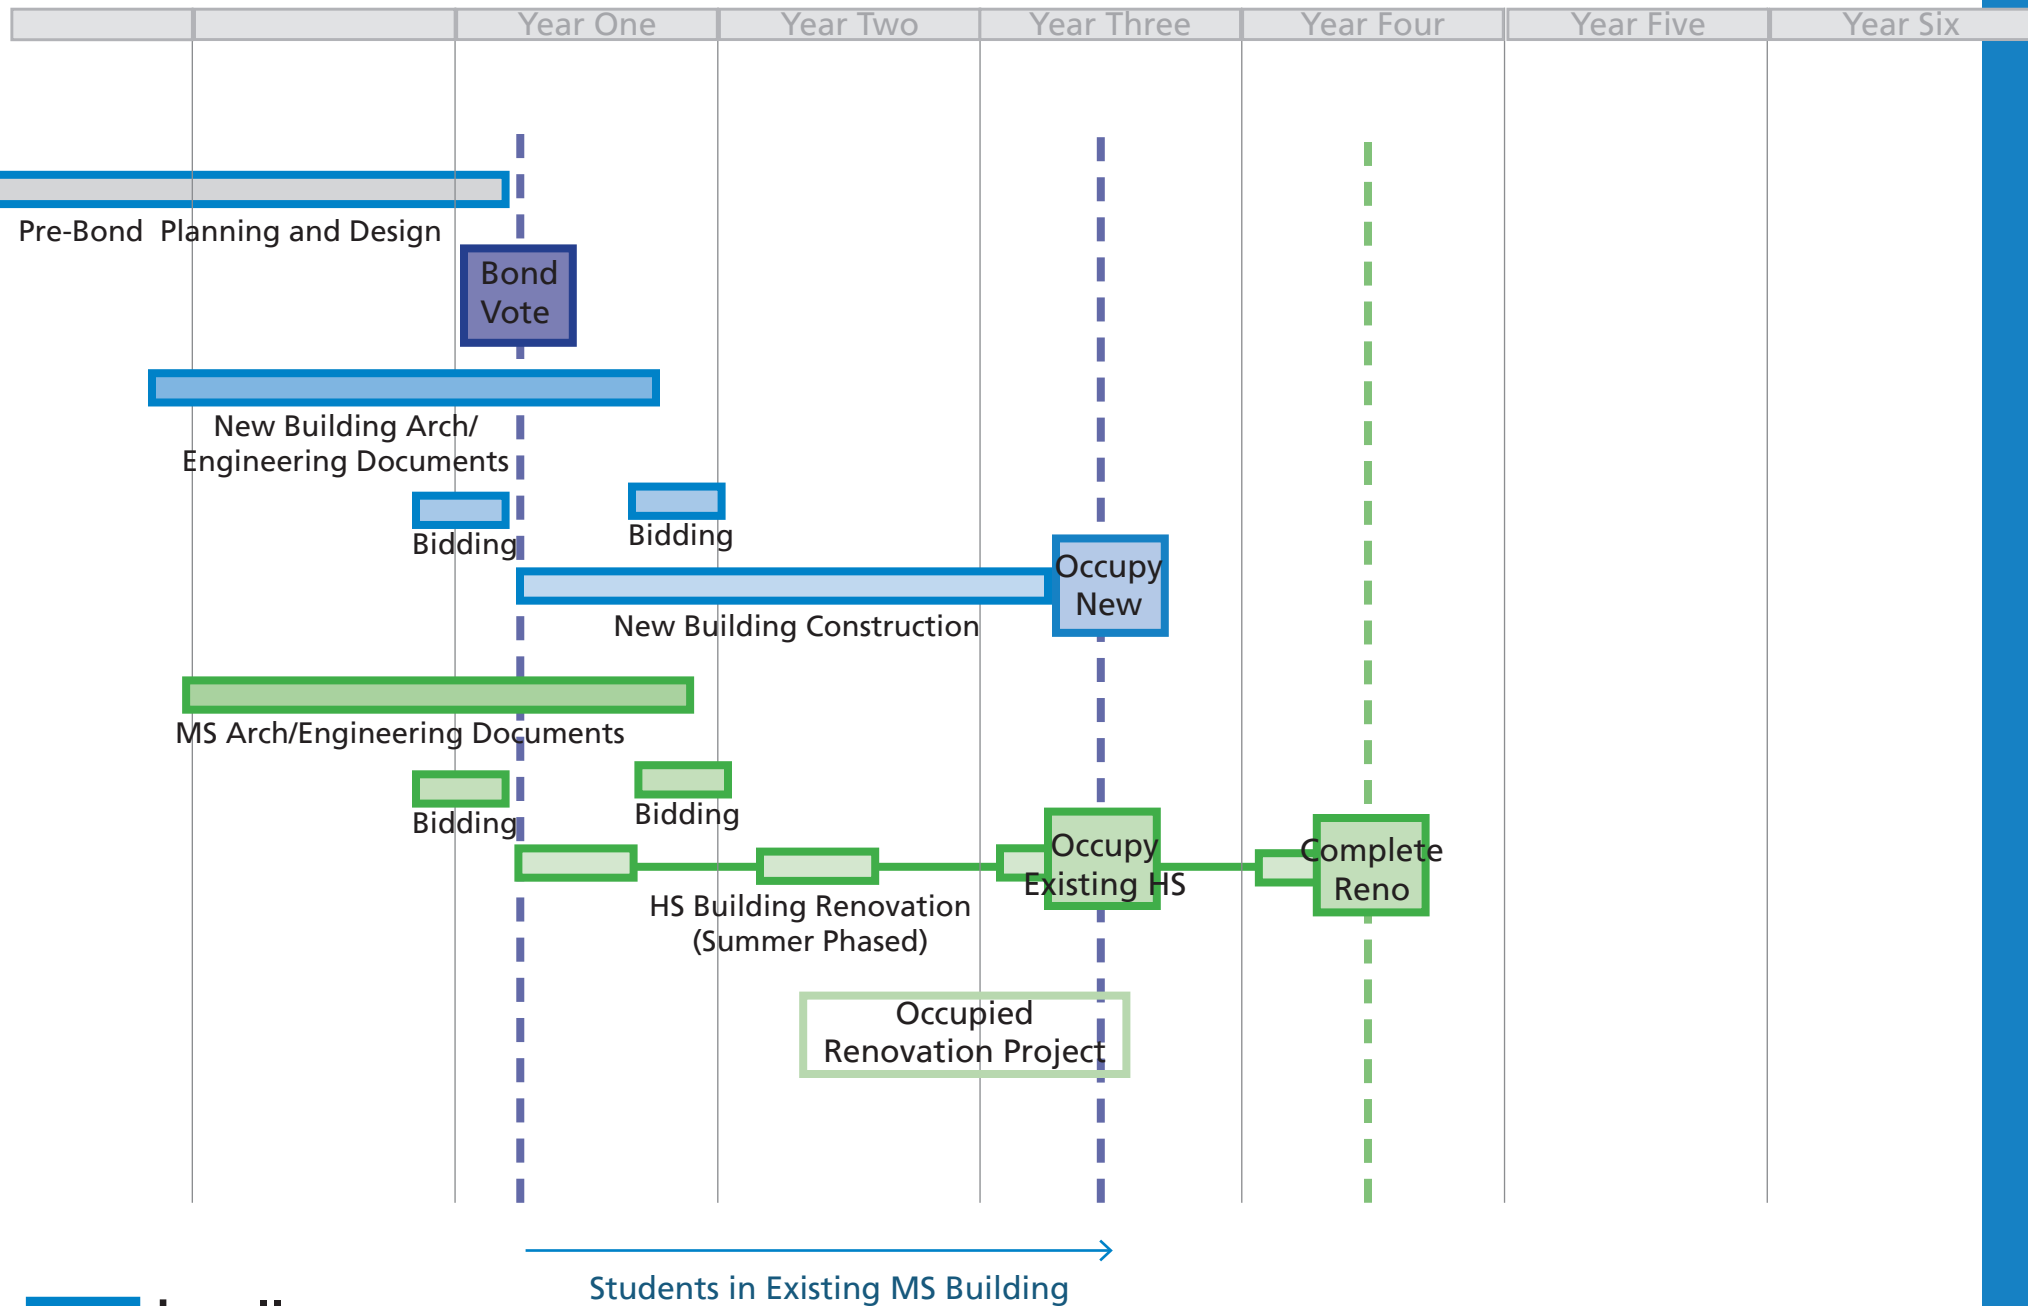 Year One Year Two Year Three Year Four Year Five Year Six
Pre-Bond Planning and Design
Bond
Vote
New Building Arch/
Engineering Documents
Bidding
Bidding
Occupy
New
New Building Construction
MS Arch/Engineering Documents
Bidding
Bidding
Occupy
Existing HS
Complete
Reno
HS Building Renovation
(Summer Phased)
Occupied
Renovation Project
Students in Existing MS Building